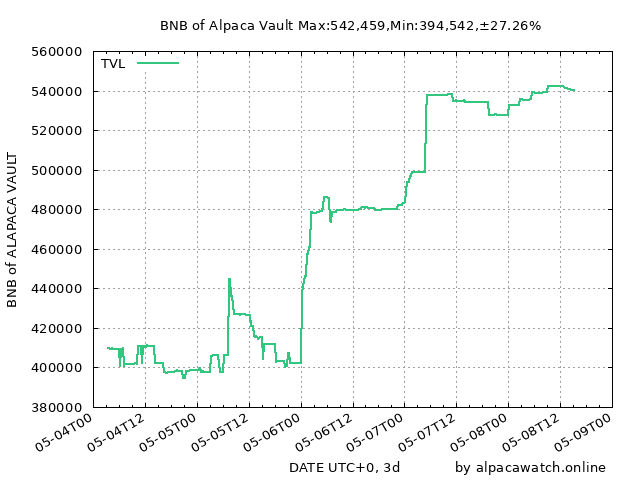 BNB of Alpaca Vault Max:542,459,Min:394,542,±27.26%
TVL
BNB of ALAPACA VAULT
560000
540000
520000
500000
480000
460000
440000
420000
400000
380000
05-04T00
05-04T12
05-05T00
05-05T12
05-06T00
05-06T12
05-07T00
05-07T12
05-08T00
05-08T12
05-09T00
DATE UTC+0, 3d
by alpacawatch.online